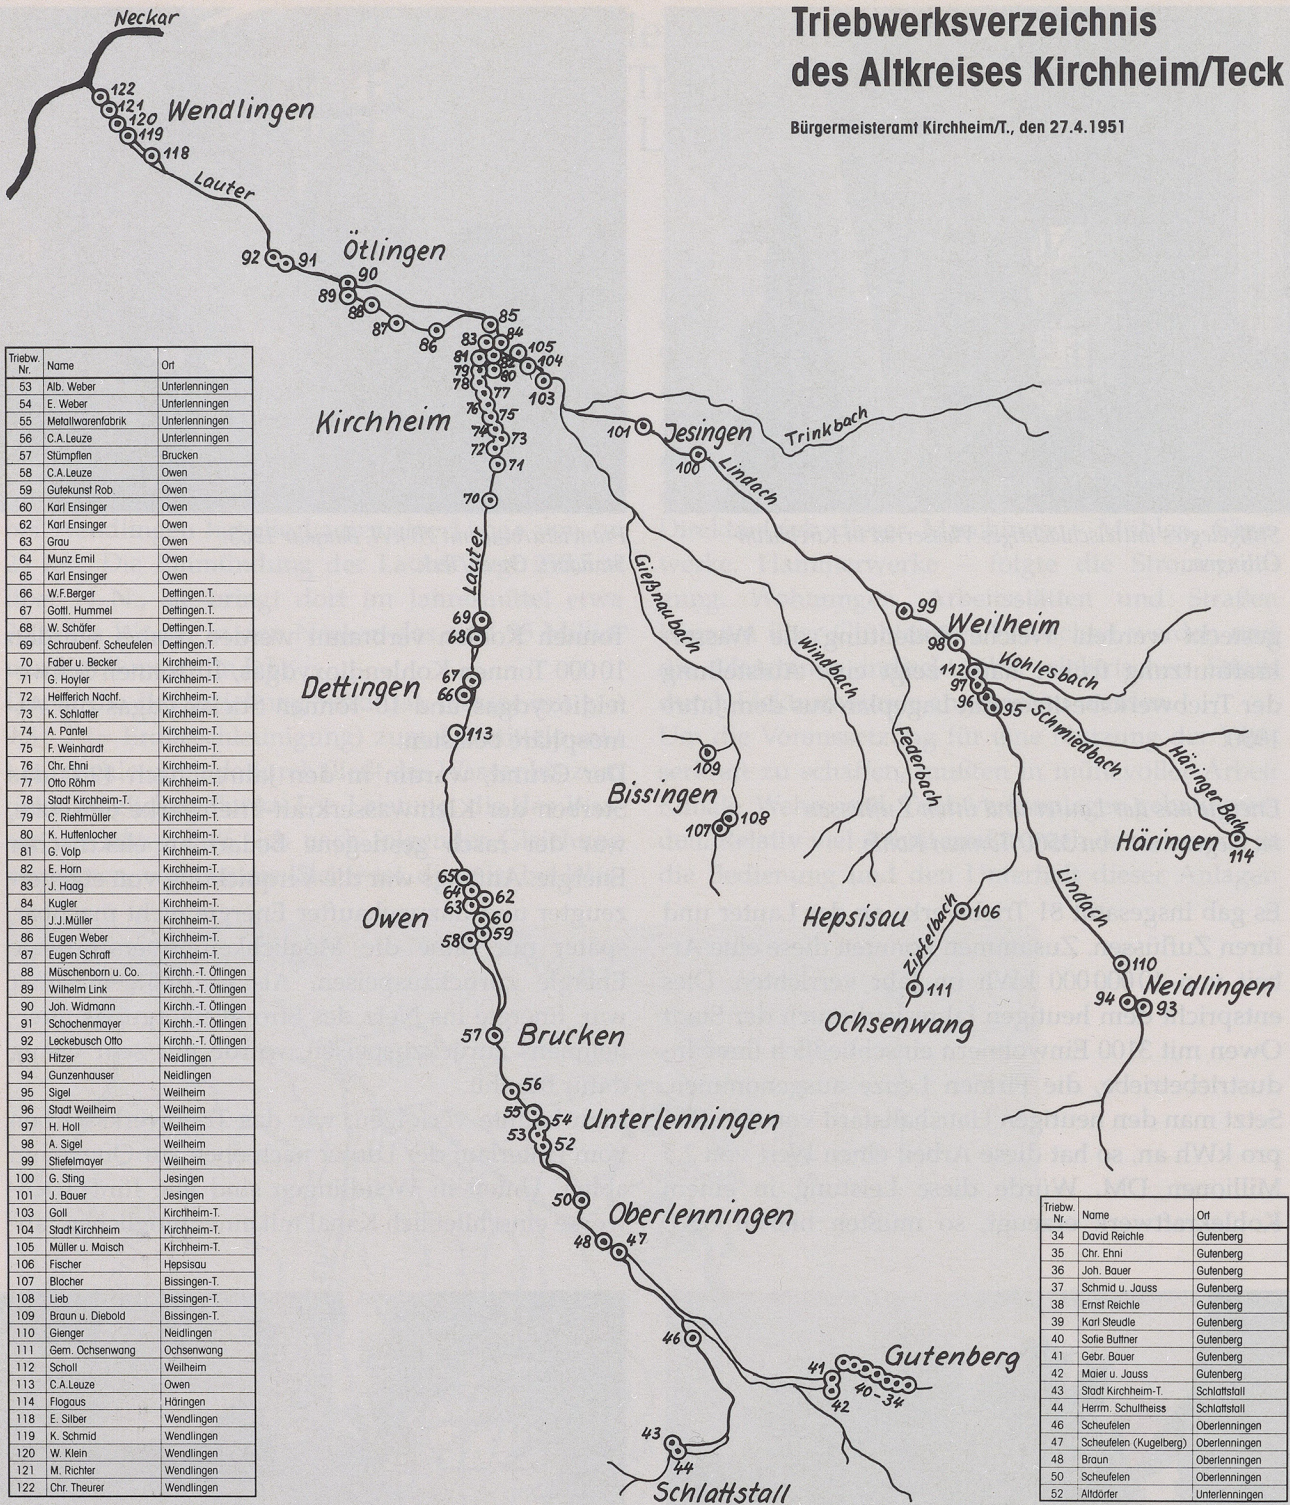 Triebwerksverzeichnis
des Altkreises Kirchheim/Teck
Bürgermeisteramt Kirchheim/T., den 27.4.1951
Neckar
122
121
120
119
118
Wendlingen
Lauter
92
91
Ötlingen
90
89
88
87
86
85
84
83
105
104
103
82
81
80
79
78
77
76
75
74
73
72
71
70
Kirchheim
101
Jesingen
100
Trinkbach
Lindach
Lauter
Gießnaubach
Windbach
99
Weilheim
98
112
97
96
95
Kohlesbach
Schmiedbach
Häringer Bach
Häringen
114
69
68
67
66
Dettingen
113
Federbach
109
Bissingen
108
107
65
64
63
62
60
59
58
Owen
Hepsisau
106
Zipfelbach
111
Ochsenwang
Lindach
110
94
93
Neidlingen
57
Brucken
56
55
54
53
52
Unterlenningen
50
Oberlenningen
48
47
46
41
42
40-34
Gutenberg
43
44
Schlattstall
Triebw. Nr. Name Ort
53 Alb. Weber Unterlenningen
54 E. Weber Unterlenningen
55 Metallwarenfabrik Unterlenningen
56 C.A.Leuze Unterlenningen
57 Stümpflen Brucken
58 C.A.Leuze Owen
59 Gutekunst Rob. Owen
60 Karl Ensinger Owen
62 Karl Ensinger Owen
63 Grau Owen
64 Munz Emil Owen
65 Karl Ensinger Owen
66 W.F.Berger Dettingen.T.
67 Gottl. Hummel Dettingen.T.
68 W. Schäfer Dettingen.T.
69 Schraubenf. Scheufelen Dettingen.T.
70 Faber u. Becker Kirchheim-T.
71 G. Hoyler Kirchheim-T.
72 Helfferich Nachf. Kirchheim-T.
73 K. Schlatter Kirchheim-T.
74 A. Pantel Kirchheim-T.
75 F. Weinhardt Kirchheim-T.
76 Chr. Ehni Kirchheim-T.
77 Otto Röhm Kirchheim-T.
78 Stadt Kirchheim-T. Kirchheim-T.
79 C. Riethmüller Kirchheim-T.
80 K. Huttenlocher Kirchheim-T.
81 G. Volp Kirchheim-T.
82 E. Horn Kirchheim-T.
83 J. Haag Kirchheim-T.
84 Kugler Kirchheim-T.
85 J.J.Müller Kirchheim-T.
86 Eugen Weber Kirchheim-T.
87 Eugen Schraft Kirchheim-T.
88 Müschenborn u. Co. Kirchh.-T. Ötlingen
89 Wilhelm Link Kirchh.-T. Ötlingen
90 Joh. Widmann Kirchh.-T. Ötlingen
91 Schochenmayer Kirchh.-T. Ötlingen
92 Leckebusch Otto Kirchh.-T. Ötlingen
93 Hitzer Neidlingen
94 Gunzenhauser Neidlingen
95 Sigel Weilheim
96 Stadt Weilheim Weilheim
97 H. Holl Weilheim
98 A. Sigel Weilheim
99 Stiefelmayer Weilheim
100 G. Sting Jesingen
101 J. Bauer Jesingen
103 Goll Kirchheim-T.
104 Stadt Kirchheim Kirchheim-T.
105 Müller u. Maisch Kirchheim-T.
106 Fischer Hepsisau
107 Blocher Bissingen-T.
108 Lieb Bissingen-T.
109 Braun u. Diebold Bissingen-T.
110 Gienger Neidlingen
111 Gem. Ochsenwang Ochsenwang
112 Scholl Weilheim
113 C.A.Leuze Owen
114 Flogaus Häringen
118 E. Silber Wendlingen
119 K. Schmid Wendlingen
120 W. Klein Wendlingen
121 M. Richter Wendlingen
122 Chr. Theurer Wendlingen
Triebw. Nr. Name Ort
34 David Reichle Gutenberg
35 Chr. Ehni Gutenberg
36 Joh. Bauer Gutenberg
37 Schmid u. Jauss Gutenberg
38 Ernst Reichle Gutenberg
39 Karl Steudle Gutenberg
40 Sofie Buttner Gutenberg
41 Gebr. Bauer Gutenberg
42 Maier u. Jauss Gutenberg
43 Stadt Kirchheim-T. Schlattstall
44 Herrm. Schultheiss Schlattstall
46 Scheufelen Oberlenningen
47 Scheufelen (Kugelberg) Oberlenningen
48 Braun Oberlenningen
50 Scheufelen Oberlenningen
52 Altdörfer Unterlenningen